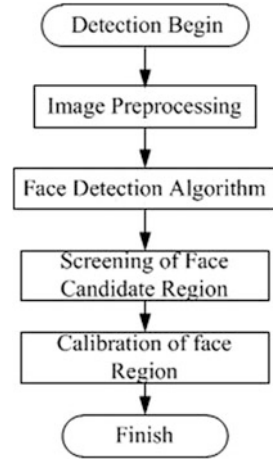 Detection Begin
Image Preprocessing
Face Detection Algorithm
Screening of Face
Candidate Region
Calibration of face
Region
Finish